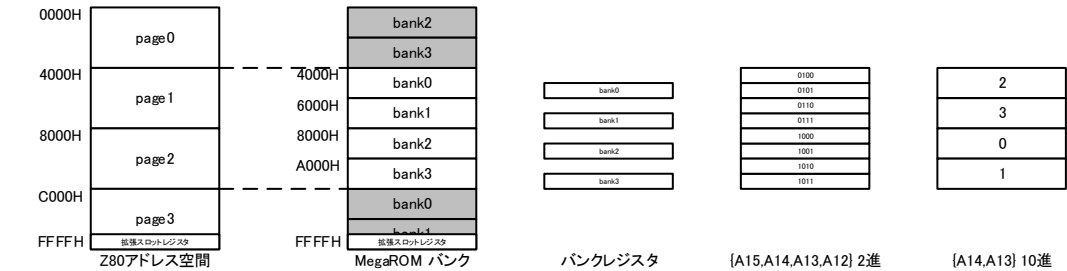 0000H
page0
4000H
page1
8000H
page2
C000H
page3
FFFFH
拡張スロットレジスタ
Z80アドレス空間
bank2
bank3
4000H
bank0
6000H
bank1
8000H
bank2
A000H
bank3
bank0
bank1
FFFFH
拡張スロットレジスタ
MegaROM バンク
bank0
bank1
bank2
bank3
バンクレジスタ
0100
0101
0110
0111
1000
1001
1010
1011
{A15,A14,A13,A12} 2進
2
3
0
1
{A14,A13} 10進